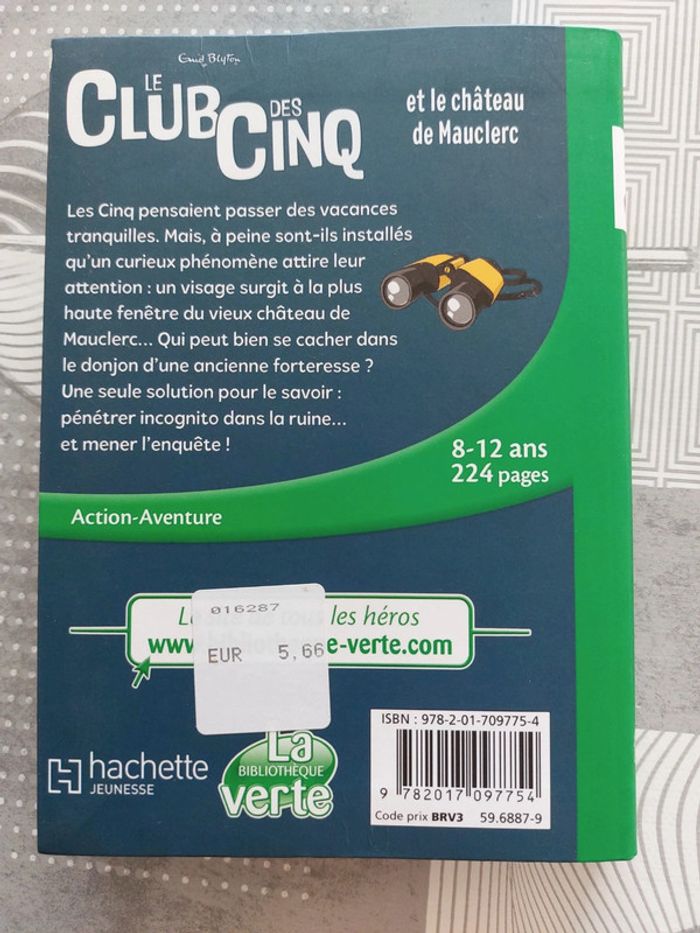 Enid Blyton
LE
CLUB
DES
CINQ
et le château
de Mauclerc
Les Cinq pensaient passer des vacances
tranquilles. Mais, à peine sont-ils installés
qu'un curieux phénomène attire leur
attention : un visage surgit à la plus
haute fenêtre du vieux château de
Mauclerc... Qui peut bien se cacher dans
le donjon d'une ancienne forteresse ?
Une seule solution pour le savoir :
pénétrer incognito dans la ruine...
et mener l'enquête !
8-12 ans
224 pages
Action-Aventure
les héros
www
e-verte.com
016287
EUR 5,66
hachette
JEUNESSE
La
BIBLIOTHÈQUE
verte
ISBN : 978-2-01-709775-4
9 782017 097754
Code prix BRV3 59.6887-9